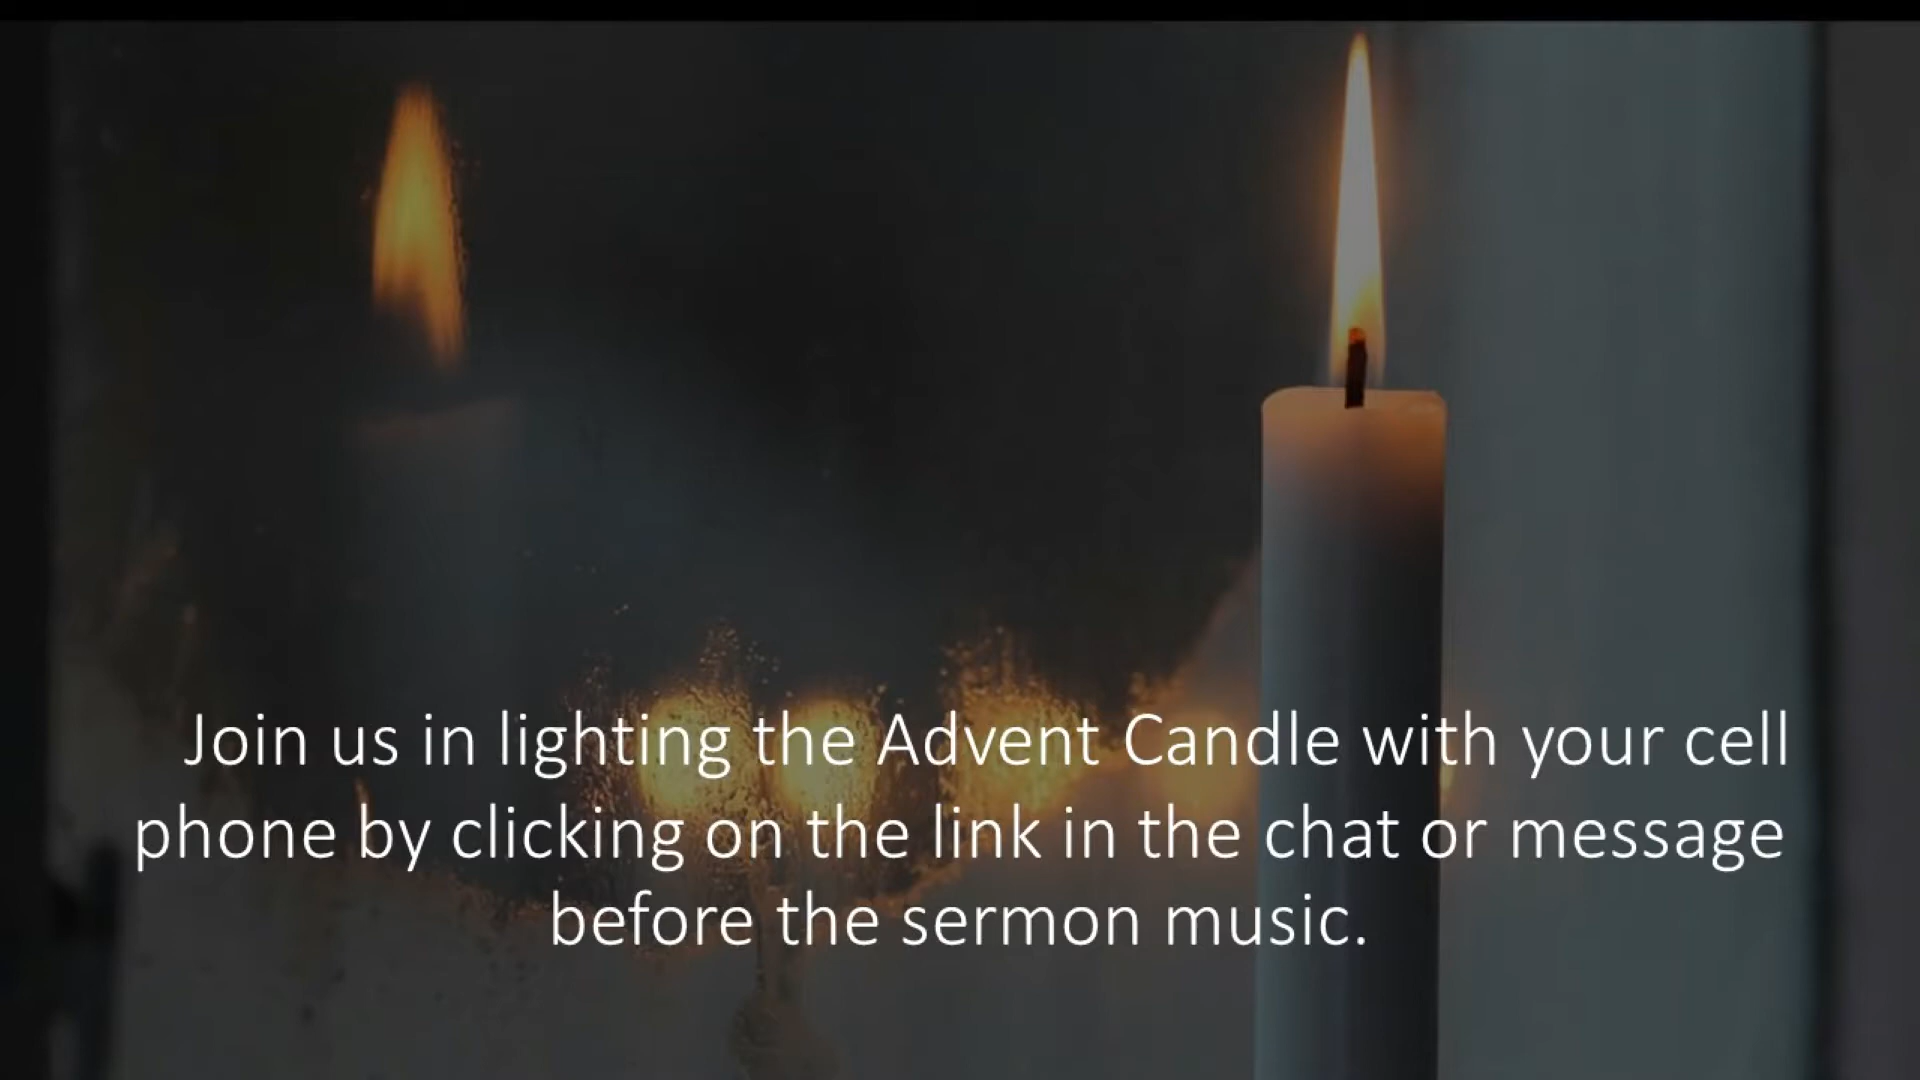 Join us in lighting the Advent Candle with your cell
phone by clicking on the link in the chat or message
before the sermon music.